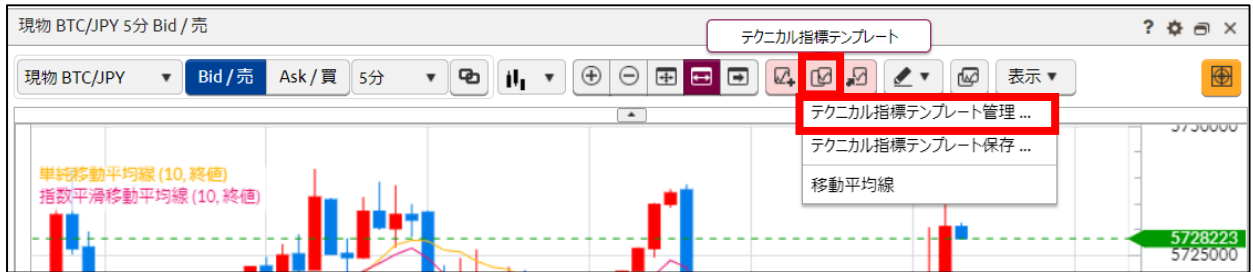 現物 BTC/JPY 5分 Bid / 売
?
テクニカル指標テンプレート
現物 BTC/JPY
Bid / 売
Ask / 買
5分
表示
テクニカル指標テンプレート管理 ...
テクニカル指標テンプレート保存 ...
移動平均線
5730000
単純移動平均線 (10, 終値)
指数平滑移動平均線 (10, 終値)
5728223
5725000